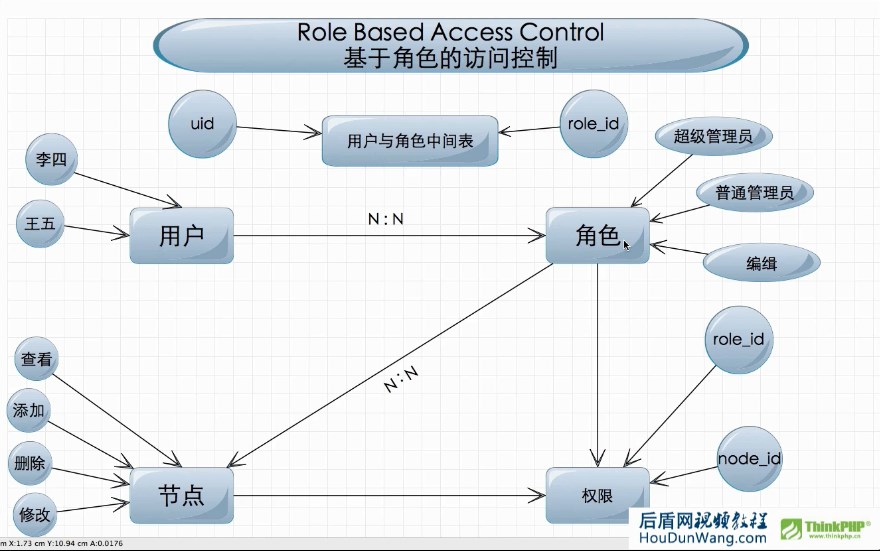 Role Based Access Control
基于角色的访问控制
uid
用户与角色中间表
role_id
超级管理员
李四
普通管理员
王五
用户
N:N
角色
编缉
role_id
查看
N:N
添加
删除
node_id
节点
权限
修改
后盾网视频教程
HouDunWang.com
ThinkPHP
www.thinkphp.cn
m X:1.73 cm Y:10.94 cm A:0.0176